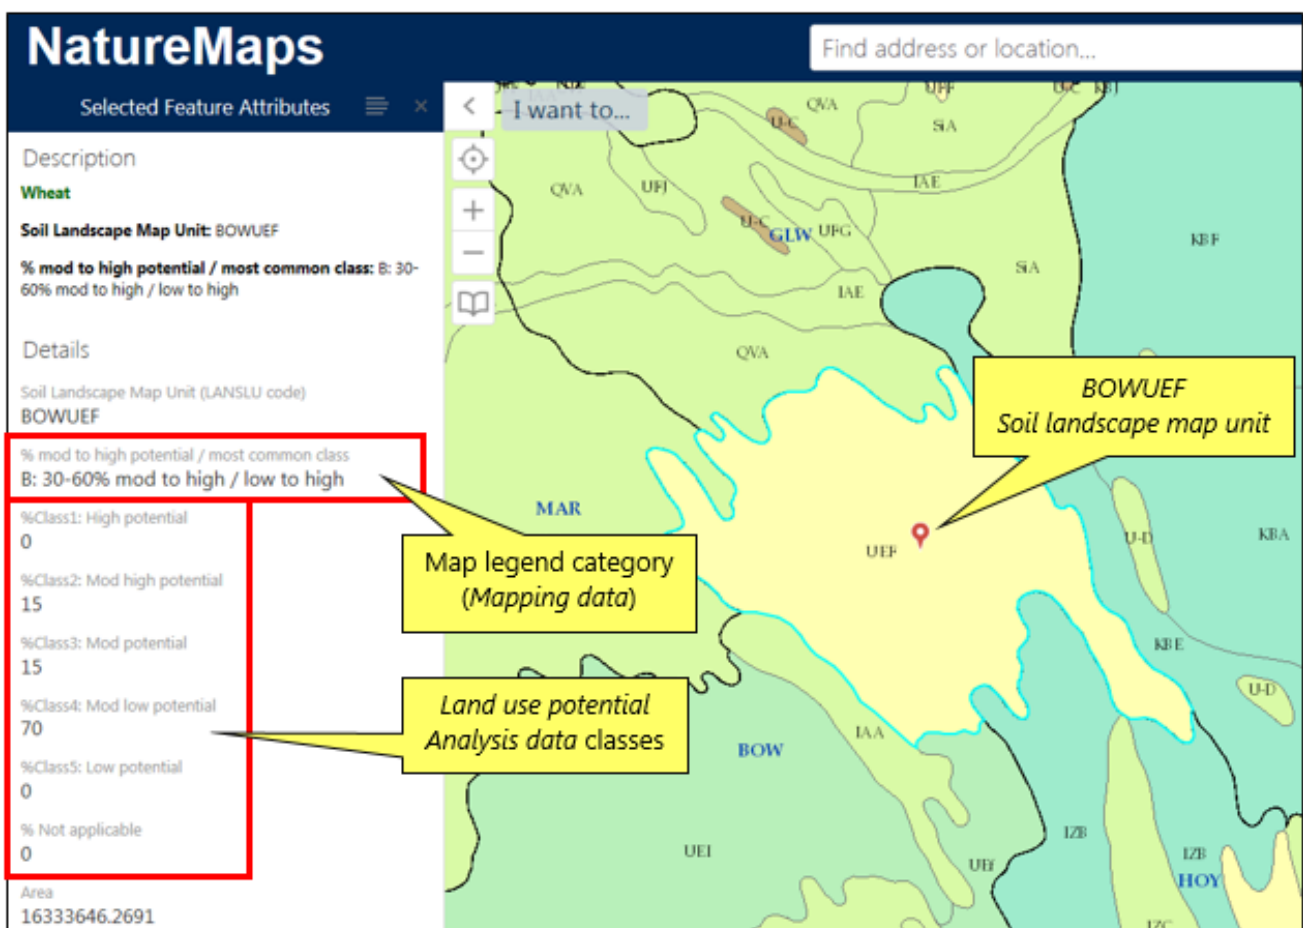 NatureMaps
Find address or location...
Selected Feature Attributes
I want to...
Description
Wheat
Soil Landscape Map Unit: BOWUEF
% mod to high potential / most common class: B: 30-
60% mod to high / low to high
Details
Soil Landscape Map Unit (LANSLU code)
BOWUEF
% mod to high potential / most common class
B: 30-60% mod to high / low to high
%Class1: High potential
0
%Class2: Mod high potential
15
%Class3: Mod potential
15
%Class4: Mod low potential
70
%Class5: Low potential
0
% Not applicable
0
Area
16333646.2691
BOWUEF
Soil landscape map unit
Map legend category
(Mapping data)
Land use potential
Analysis data classes
QVA
U-C
SiA
KBJ
IAE
QVA
UFJ
U-C
GLW
UFG
KBF
SiA
IAE
QVA
MAR
UEF
U-D
KBA
KBE
U-D
IAA
BOW
IZB
IZB
UEI
HOY
IZC